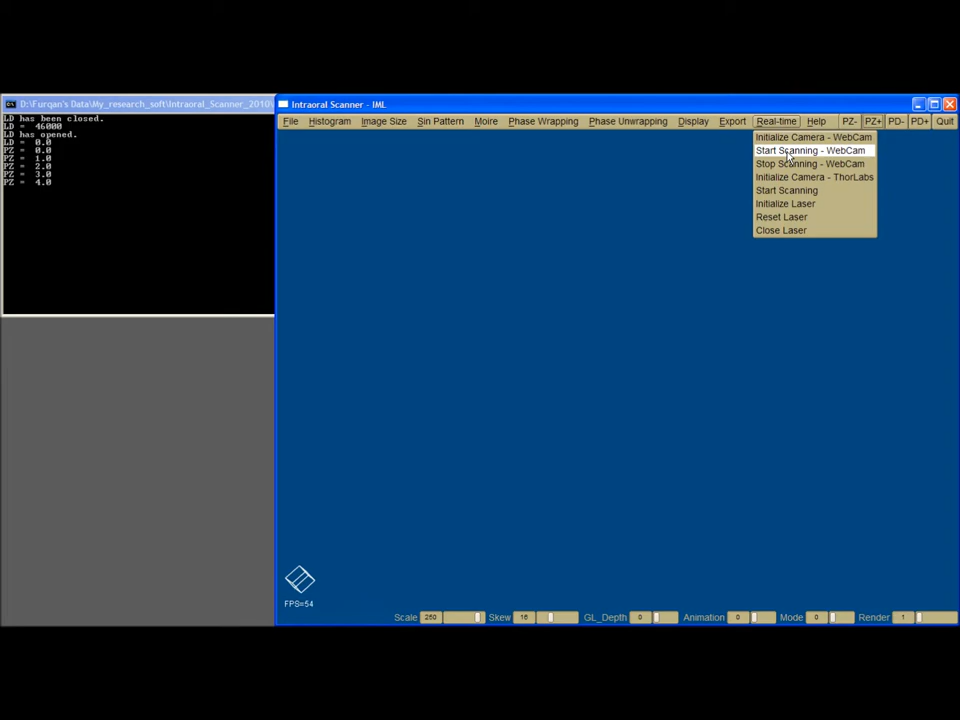 D:\Furqan's Data\My_research_soft\Intraoral_Scanner_2010\
LD has been closed.
LD = 46000
LD has opened.
LD = 0.0
PZ = 0.0
PZ = 1.0
PZ = 2.0
PZ = 3.0
PZ = 4.0
Intraoral Scanner - IML
File Histogram Image Size Sin Pattern Moire Phase Wrapping Phase Unwrapping Display Export Real-time Help PZ- PZ+ PD- PD+ Quit
Initialize Camera - WebCam
Start Scanning - WebCam
Stop Scanning - WebCam
Initialize Camera - ThorLabs
Start Scanning
Initialize Laser
Reset Laser
Close Laser
FPS=54
Scale 260 Skew 16 GL_Depth 0 Animation 0 Mode 0 Render 1